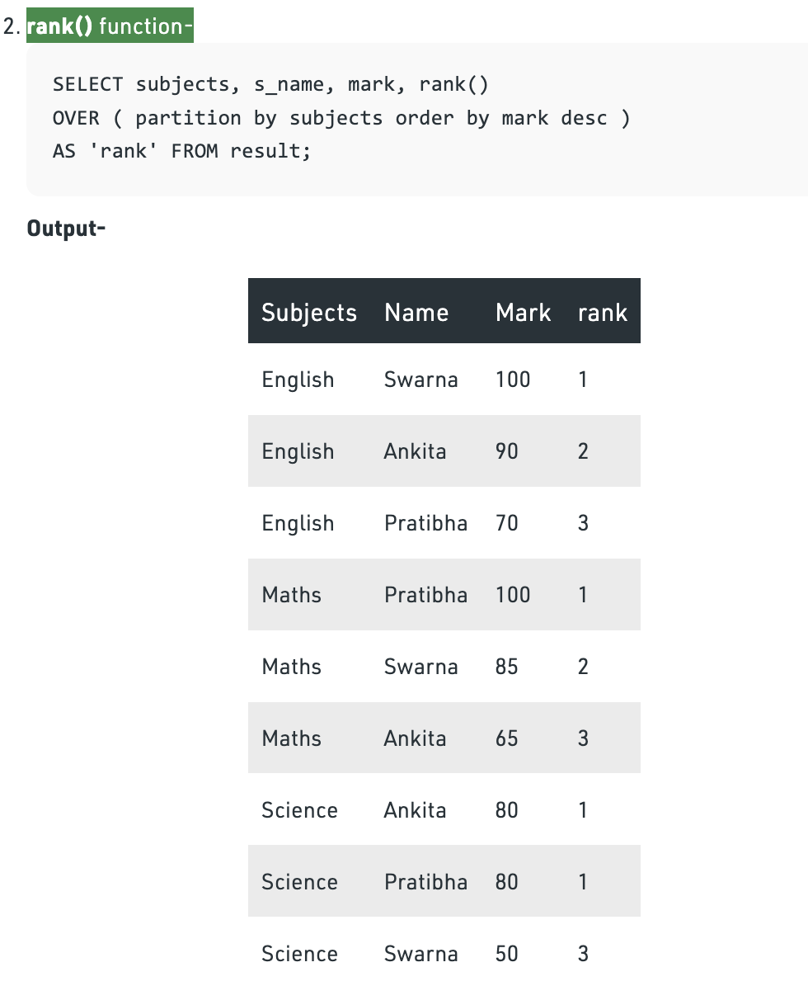 2. rank() function-
SELECT subjects, s_name, mark, rank()
OVER ( partition by subjects order by mark desc )
AS 'rank' FROM result;
Output-
Subjects Name Mark rank
English Swarna 100 1
English Ankita 90 2
English Pratibha 70 3
Maths Pratibha 100 1
Maths Swarna 85 2
Maths Ankita 65 3
Science Ankita 80 1
Science Pratibha 80 1
Science Swarna 50 3